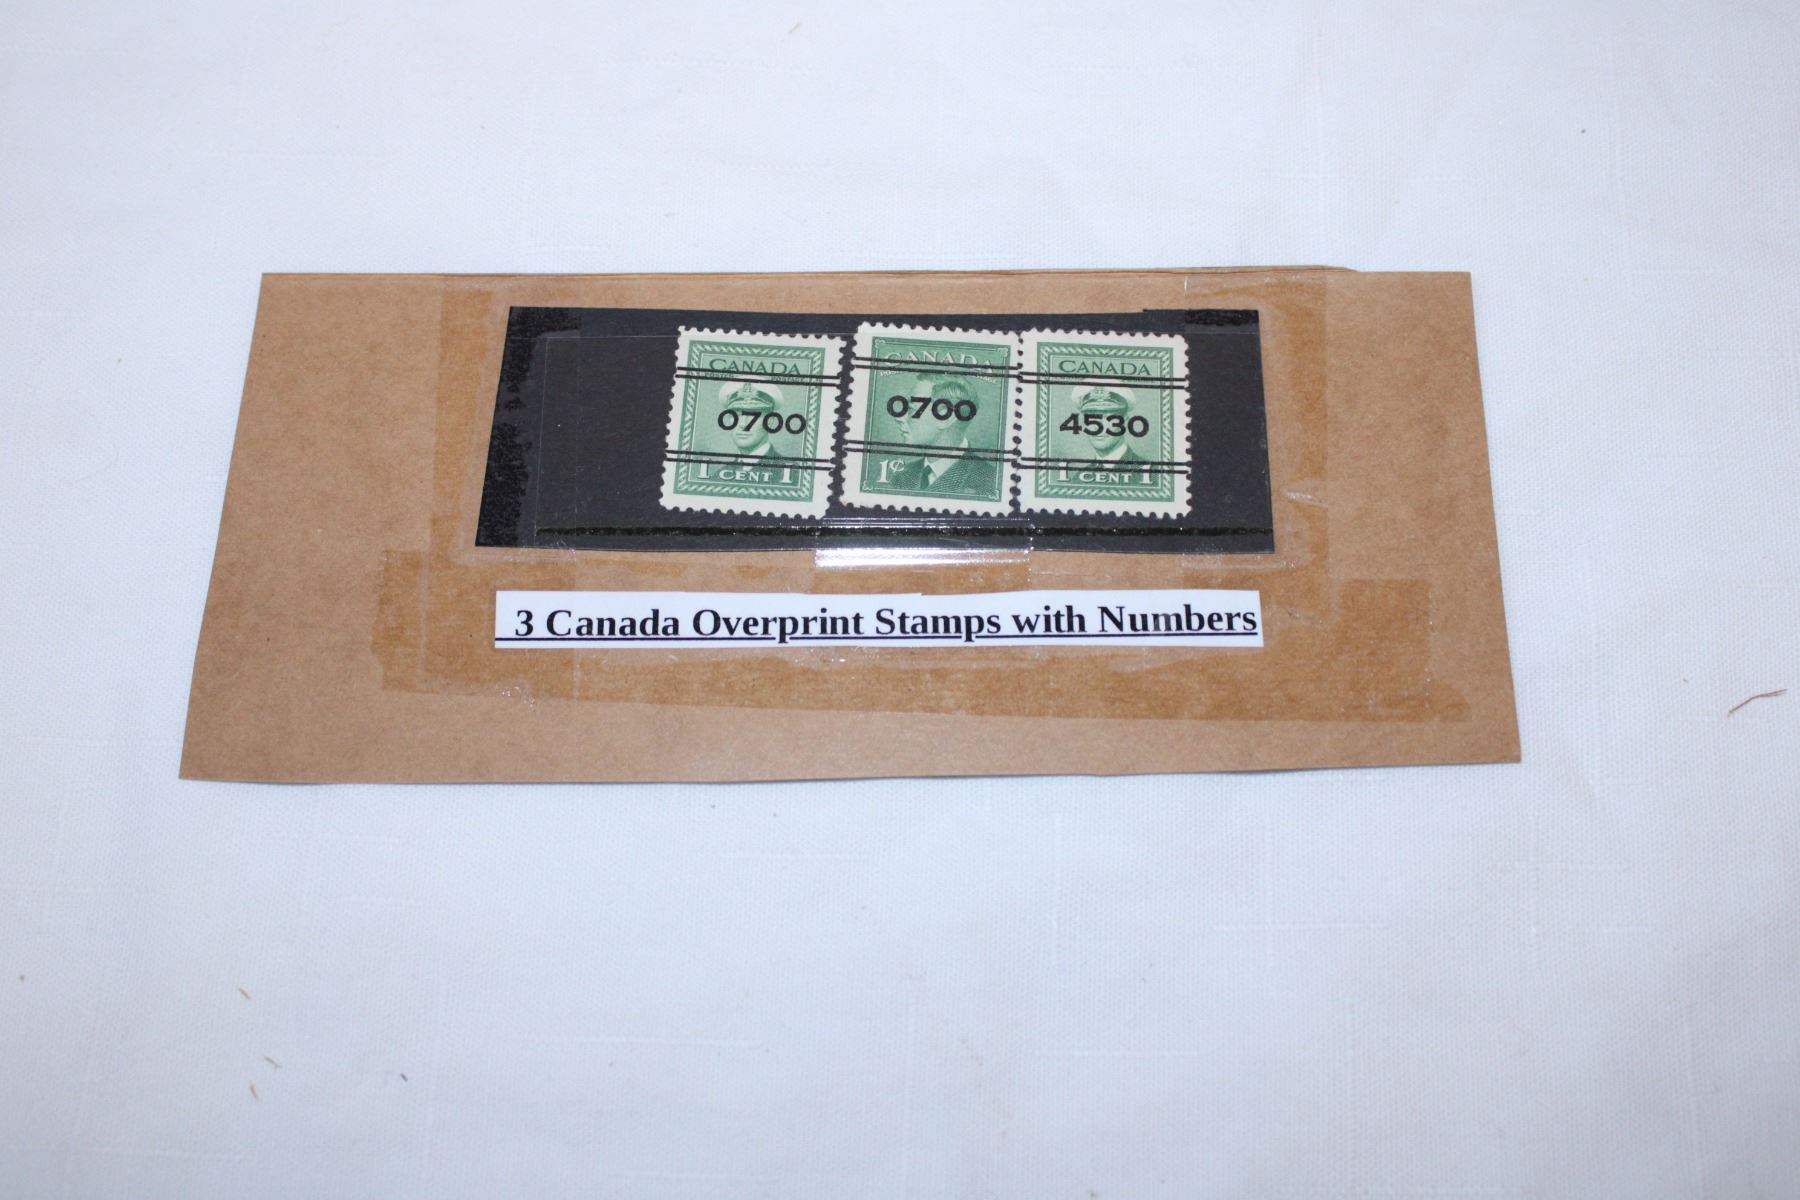 CANADA
0700
1 CENT 1
CANADA
0700
1¢
CANADA
4530
1 CENT 1
3 Canada Overprint Stamps with Numbers